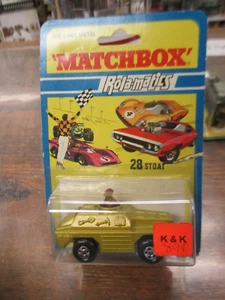 'MATCHBOX'
Rolamatics
28 STOAT
K & K